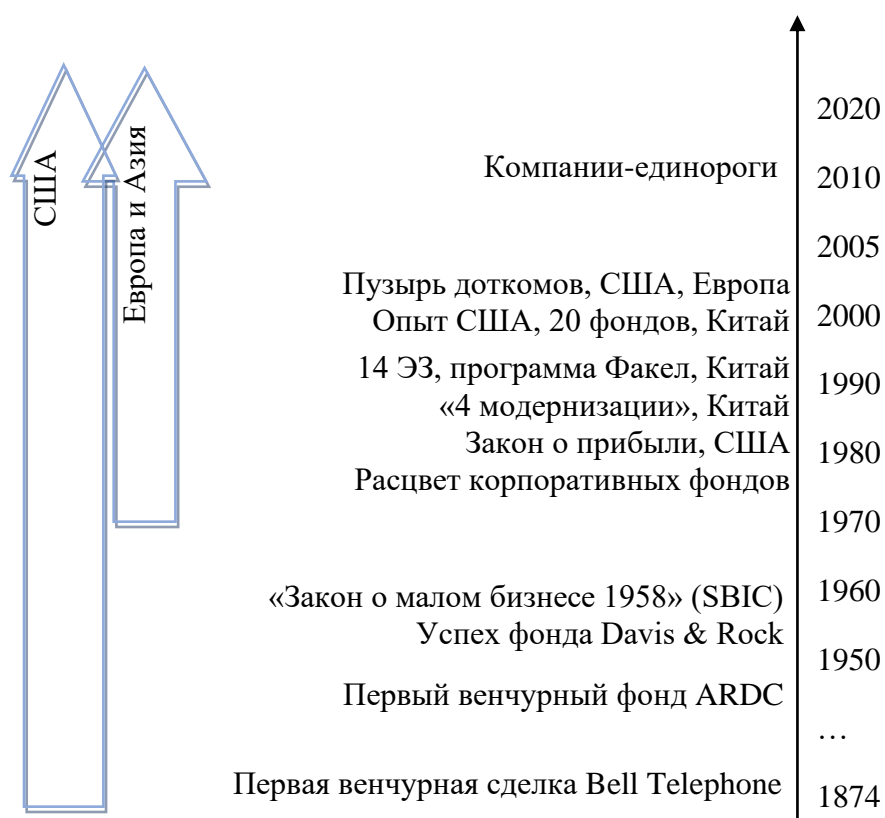 США
Европа и Азия
2020
Компании-единороги
2010
2005
Пузырь доткомов, США, Европа
Опыт США, 20 фондов, Китай
2000
14 ЭЗ, программа Факел, Китай
1990
«4 модернизации», Китай
Закон о прибыли, США
1980
Расцвет корпоративных фондов
1970
«Закон о малом бизнесе 1958» (SBIC)
1960
Успех фонда Davis & Rock
1950
Первый венчурный фонд ARDC
…
Первая венчурная сделка Bell Telephone
1874